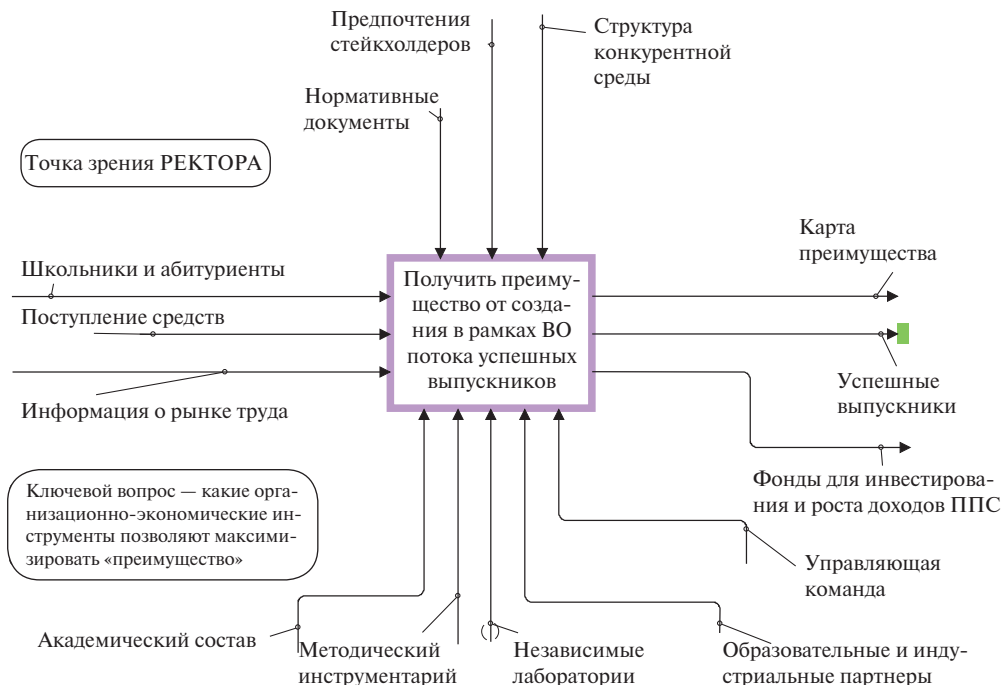 Предпочтения
стейкхолдеров
Структура
конкурентной
среды
Нормативные
документы
Точка зрения РЕКТОРА
Карта
преимущества
Школьники и абитуриенты
Поступление средств
Информация о рынке труда
Получить преиму-
щество от созда-
ния в рамках ВО
потока успешных
выпускников
Успешные
выпускники
Фонды для инвестирова-
ния и роста доходов ППС
Ключевой вопрос — какие орга-
низационно-экономические ин-
струменты позволяют максими-
зировать «преимущество»
Управляющая
команда
Академический состав
Методический
инструментарий
Независимые
лаборатории
Образовательные и инду-
стриальные партнеры